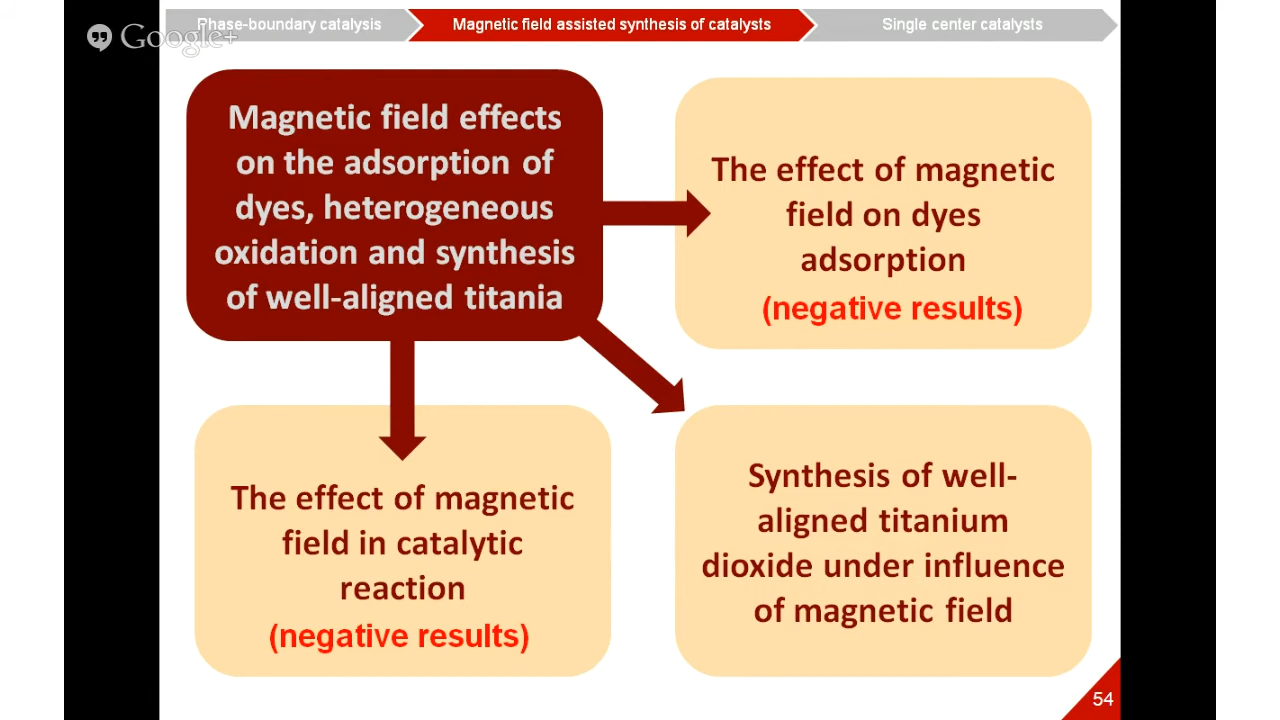 Phase-boundary catalysis
Magnetic field assisted synthesis of catalysts
Single center catalysts
Google+
Magnetic field effects
on the adsorption of
dyes, heterogeneous
oxidation and synthesis
of well-aligned titania
The effect of magnetic
field on dyes
adsorption
(negative results)
The effect of magnetic
field in catalytic
reaction
(negative results)
Synthesis of well-
aligned titanium
dioxide under influence
of magnetic field
54